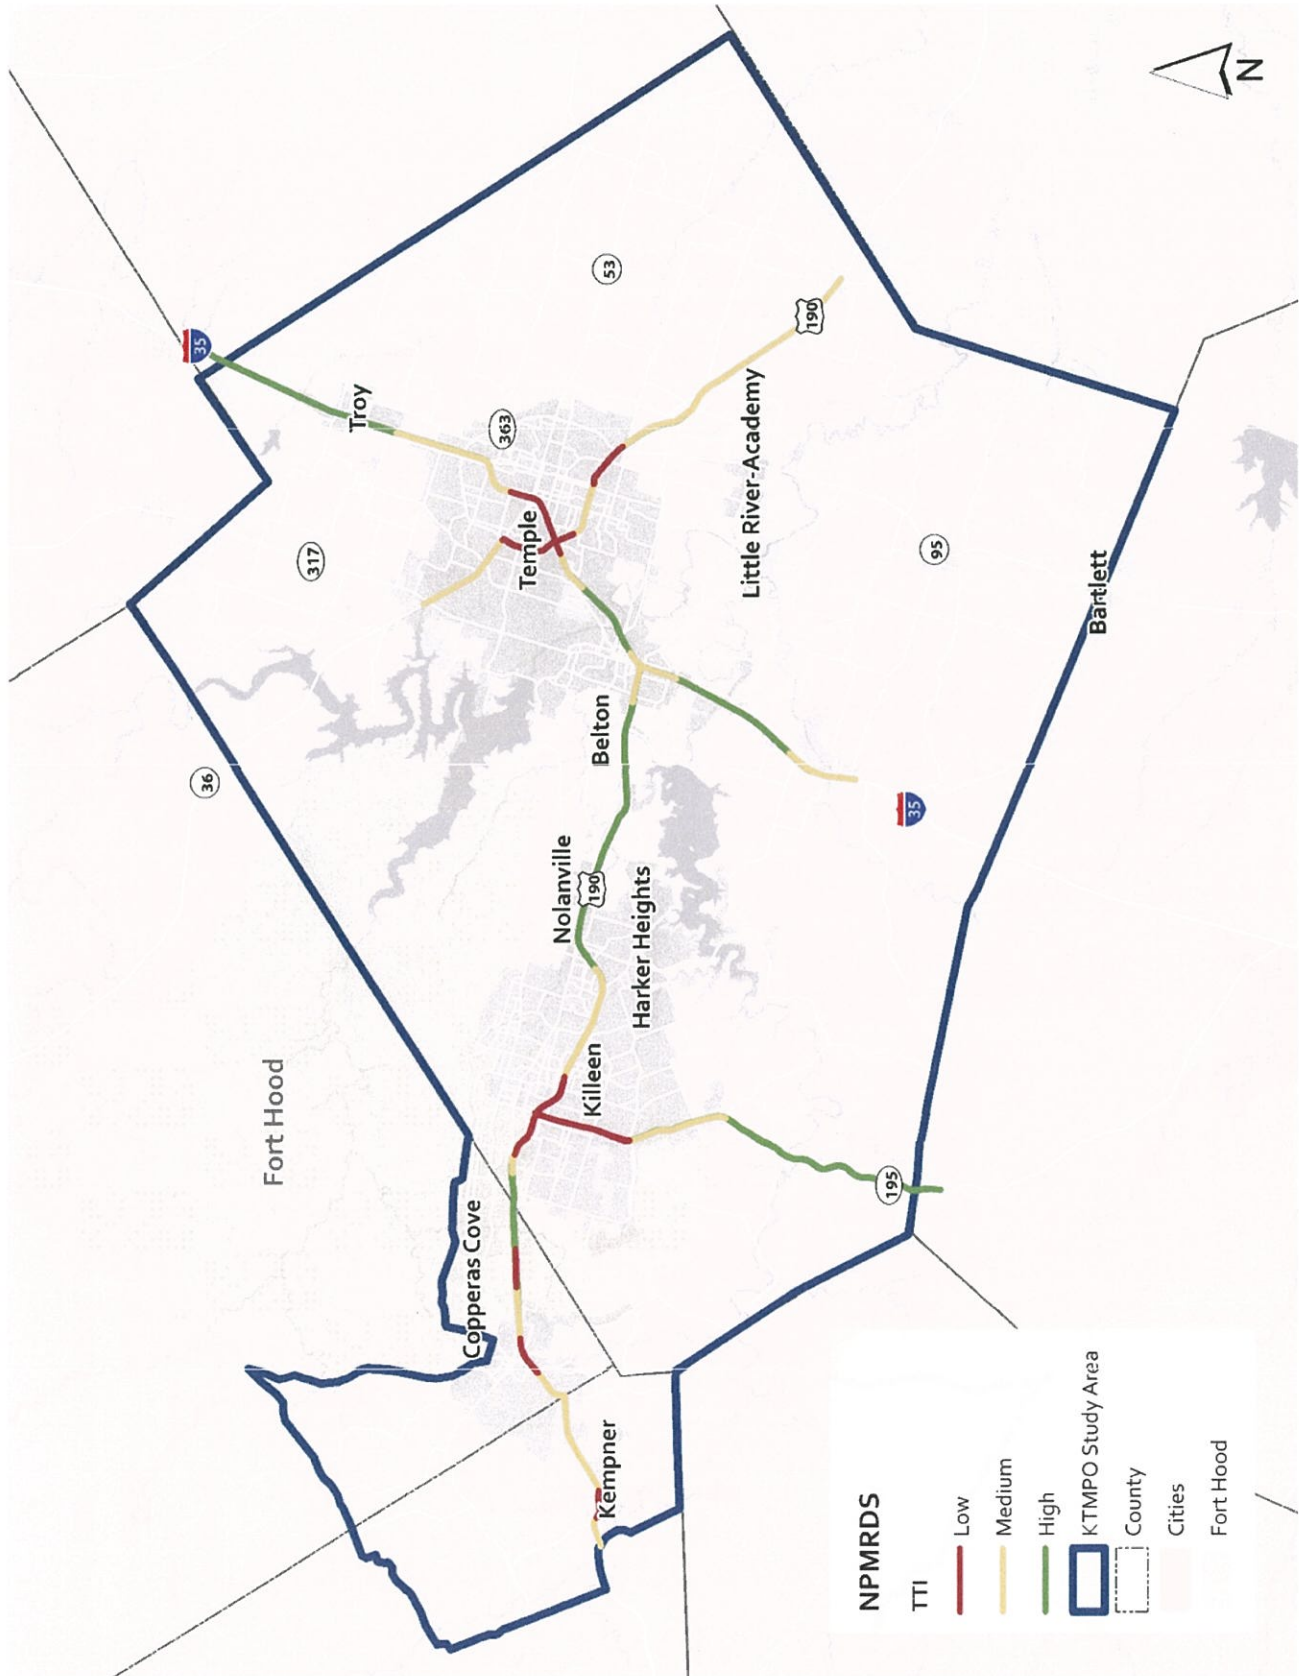 36
317
35
Troy
363
53
Temple
190
Little River-Academy
95
Bartlett
Belton
35
Nolanville
190
Harker Heights
Killeen
Fort Hood
195
Copperas Cove
Kempner
N
NPMRDS
TTI
Low
Medium
High
KTMPO Study Area
County
Cities
Fort Hood